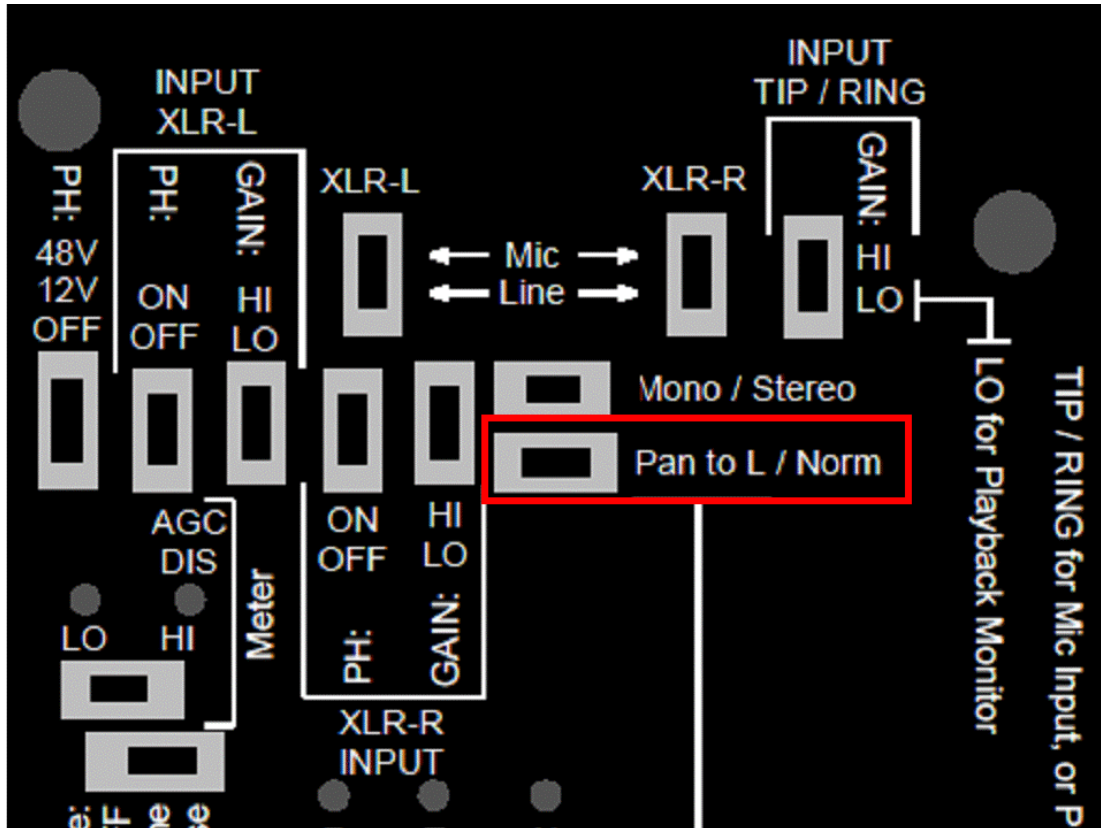 INPUT
XLR-L
PH:
48V
12V
OFF
PH:
ON
OFF
GAIN:
HI
LO
XLR-L
Mic
Line
XLR-R
INPUT
TIP / RING
GAIN:
HI
LO
LO for Playback Monitor
TIP / RING for Mic Input, or P
Mono / Stereo
Pan to L / Norm
AGC
DIS
LO HI
Meter
ON
OFF
PH:
HI
LO
GAIN:
XLR-R
INPUT